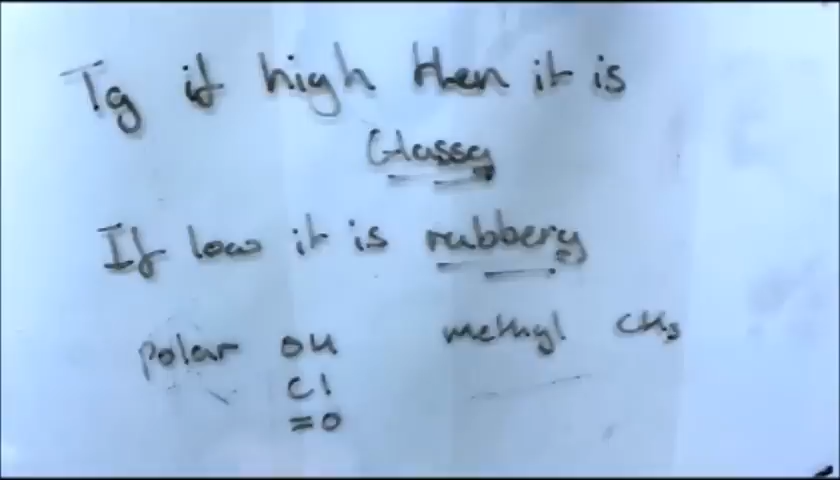 Tg if high then it is
Glassy
If low it is rubbery
polar OH methyl CH3
Cl
=O